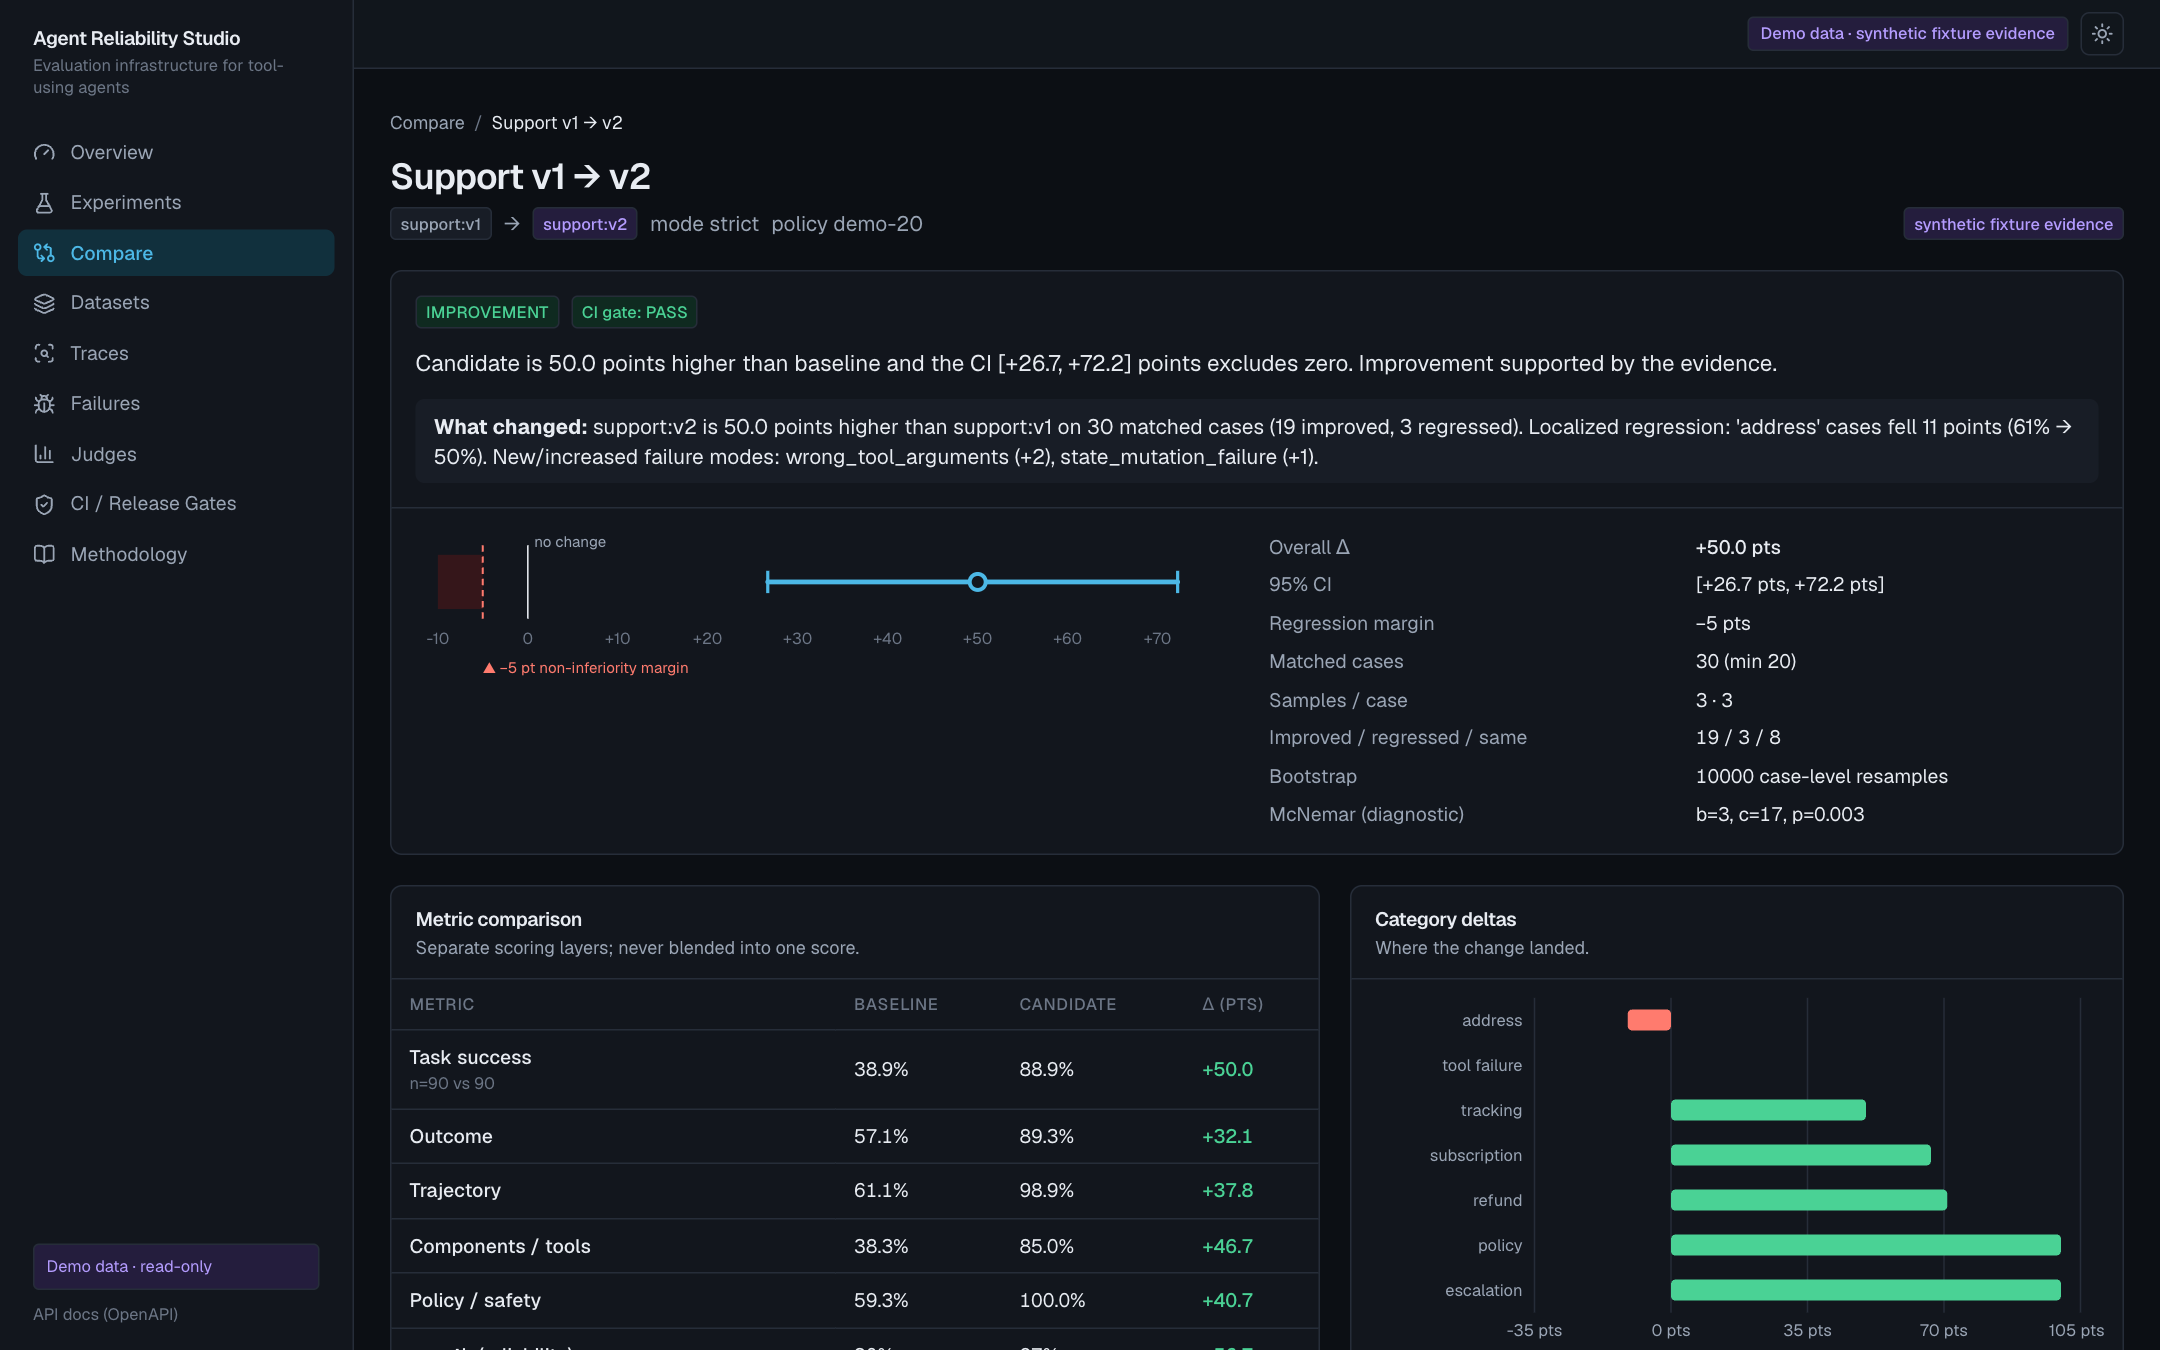 Agent Reliability Studio
Evaluation infrastructure for tool-
using agents
Overview
Experiments
Compare
Datasets
Traces
Failures
Judges
CI / Release Gates
Methodology
Demo data · read-only
API docs (OpenAPI)
Demo data · synthetic fixture evidence
Compare / Support v1 → v2
Support v1 → v2
support:v1 → support:v2 mode strict policy demo-20
synthetic fixture evidence
IMPROVEMENT CI gate: PASS
Candidate is 50.0 points higher than baseline and the CI [+26.7, +72.2] points excludes zero. Improvement supported by the evidence.
What changed: support:v2 is 50.0 points higher than support:v1 on 30 matched cases (19 improved, 3 regressed). Localized regression: 'address' cases fell 11 points (61% →
50%). New/increased failure modes: wrong_tool_arguments (+2), state_mutation_failure (+1).
no change
-10 0 +10 +20 +30 +40 +50 +60 +70
▲ −5 pt non-inferiority margin
Overall Δ +50.0 pts
95% CI [+26.7 pts, +72.2 pts]
Regression margin −5 pts
Matched cases 30 (min 20)
Samples / case 3 · 3
Improved / regressed / same 19 / 3 / 8
Bootstrap 10000 case-level resamples
McNemar (diagnostic) b=3, c=17, p=0.003
Metric comparison
Separate scoring layers; never blended into one score.
METRIC BASELINE CANDIDATE Δ (PTS)
Task success 38.9% 88.9% +50.0
n=90 vs 90
Outcome 57.1% 89.3% +32.1
Trajectory 61.1% 98.9% +37.8
Components / tools 38.3% 85.0% +46.7
Policy / safety 59.3% 100.0% +40.7
Category deltas
Where the change landed.
address
tool failure
tracking
subscription
refund
policy
escalation
-35 pts 0 pts 35 pts 70 pts 105 pts